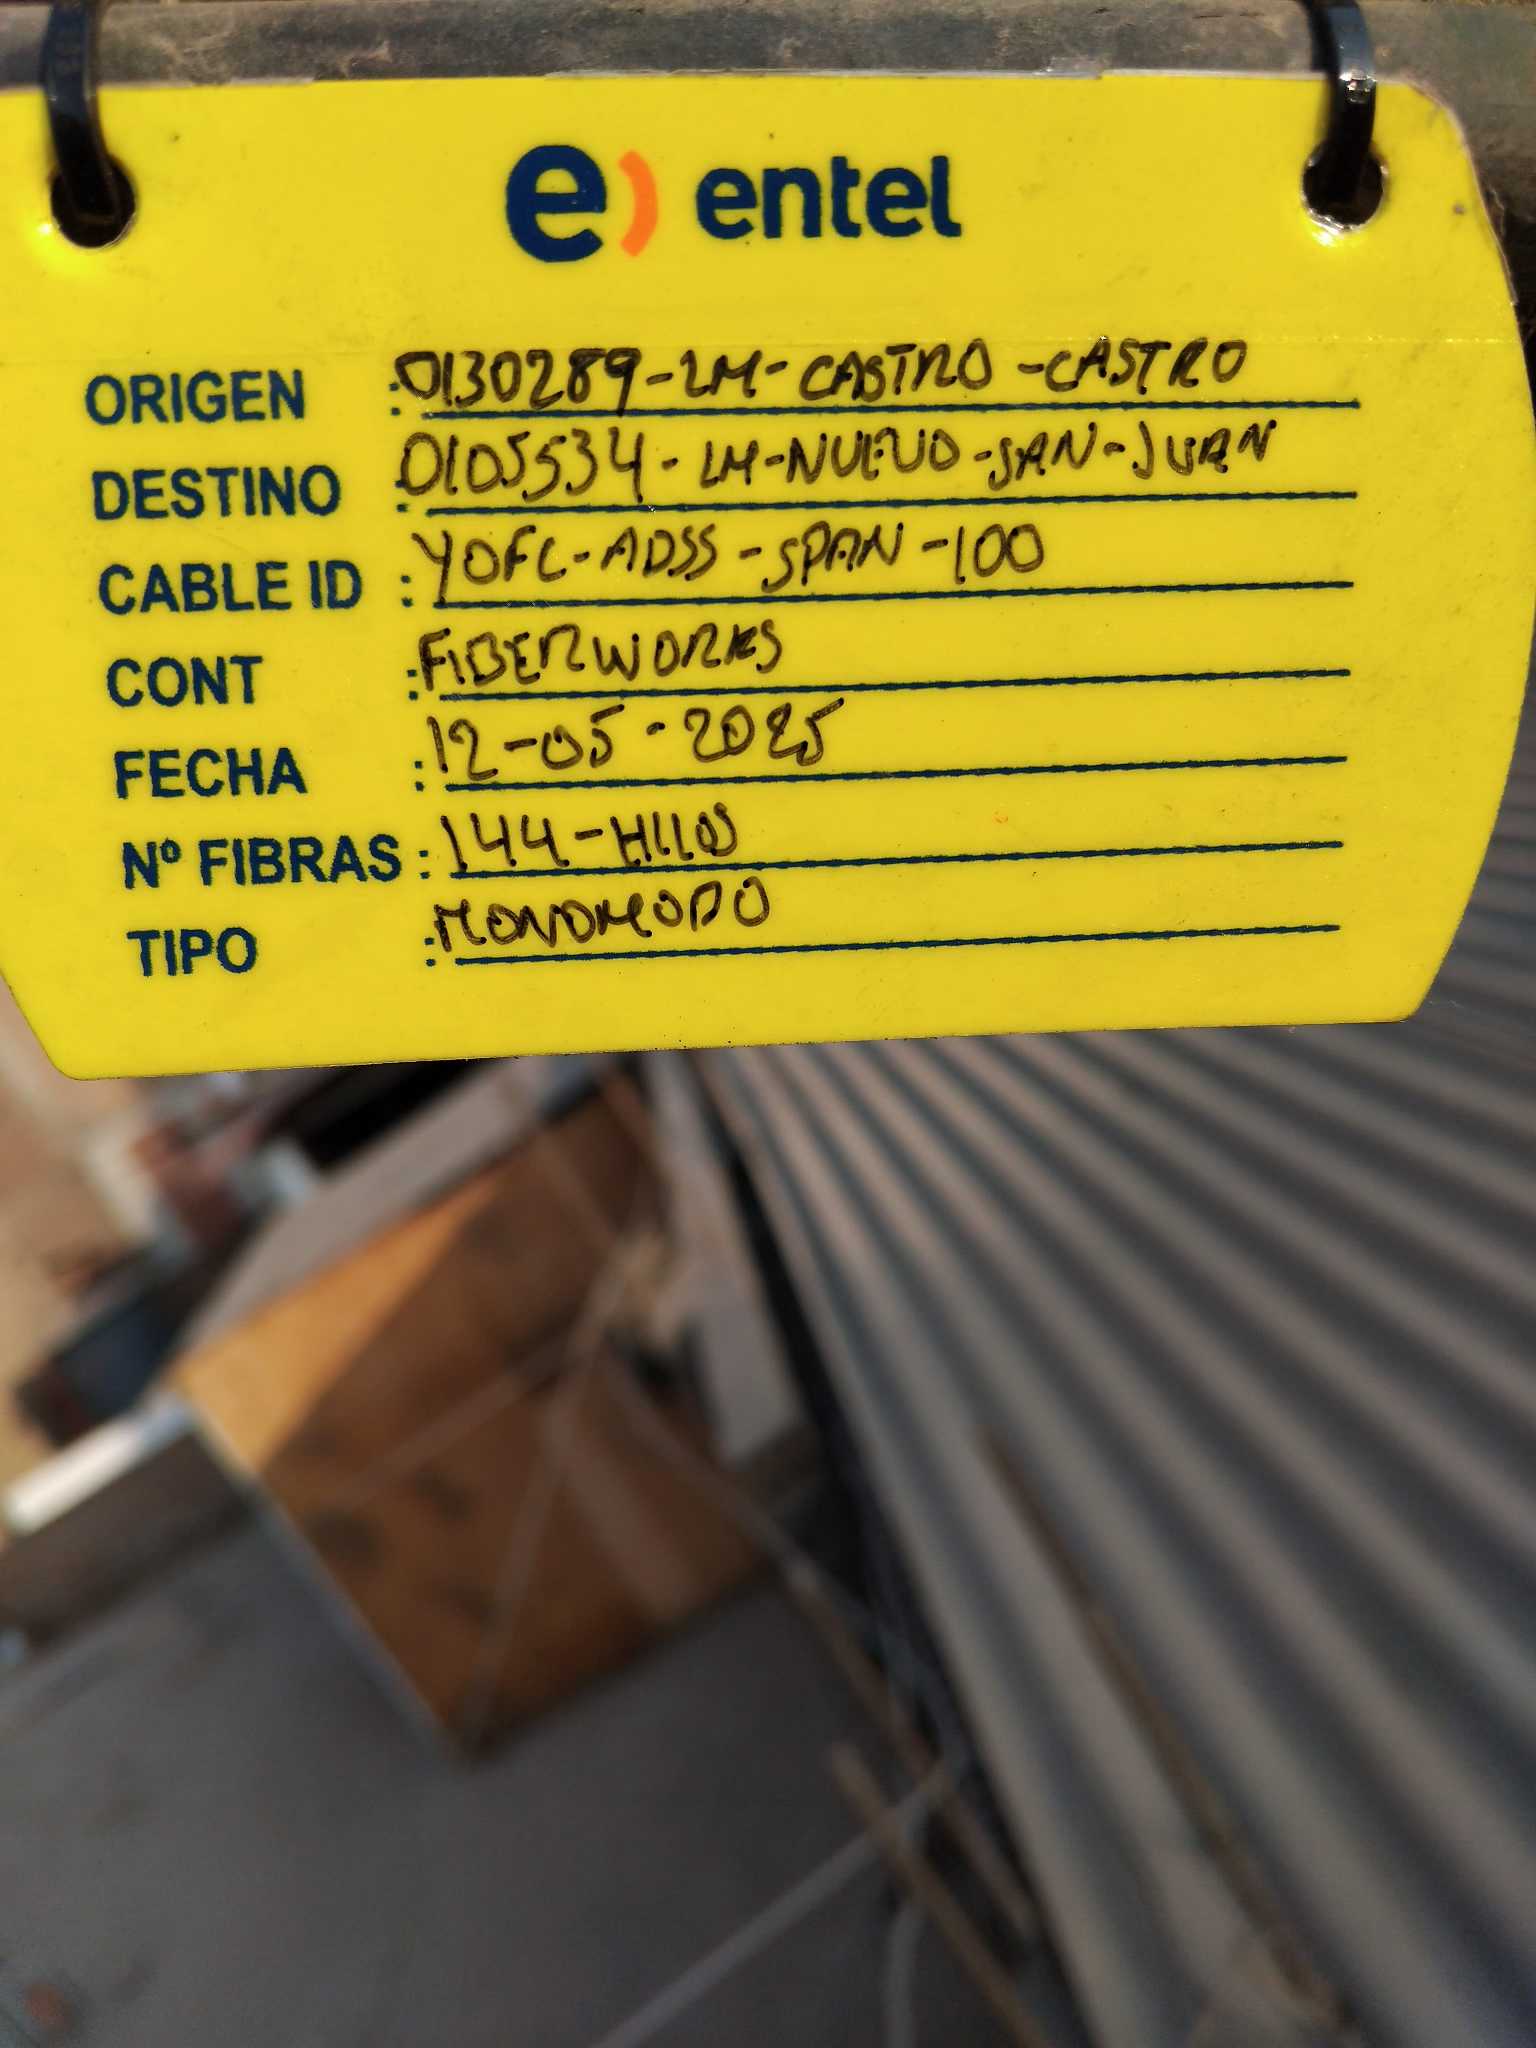 e) entel
ORIGEN : 0130289-LM-CASTRO-CASTRO
DESTINO : 0105534-LM-NUEVO-SAN-JUAN
CABLE ID : YOFC-ADSS-SPAN-100
CONT : FIBERWORKS
FECHA : 12-05-2025
Nº FIBRAS : 144-HILOS
TIPO : MONOMODO